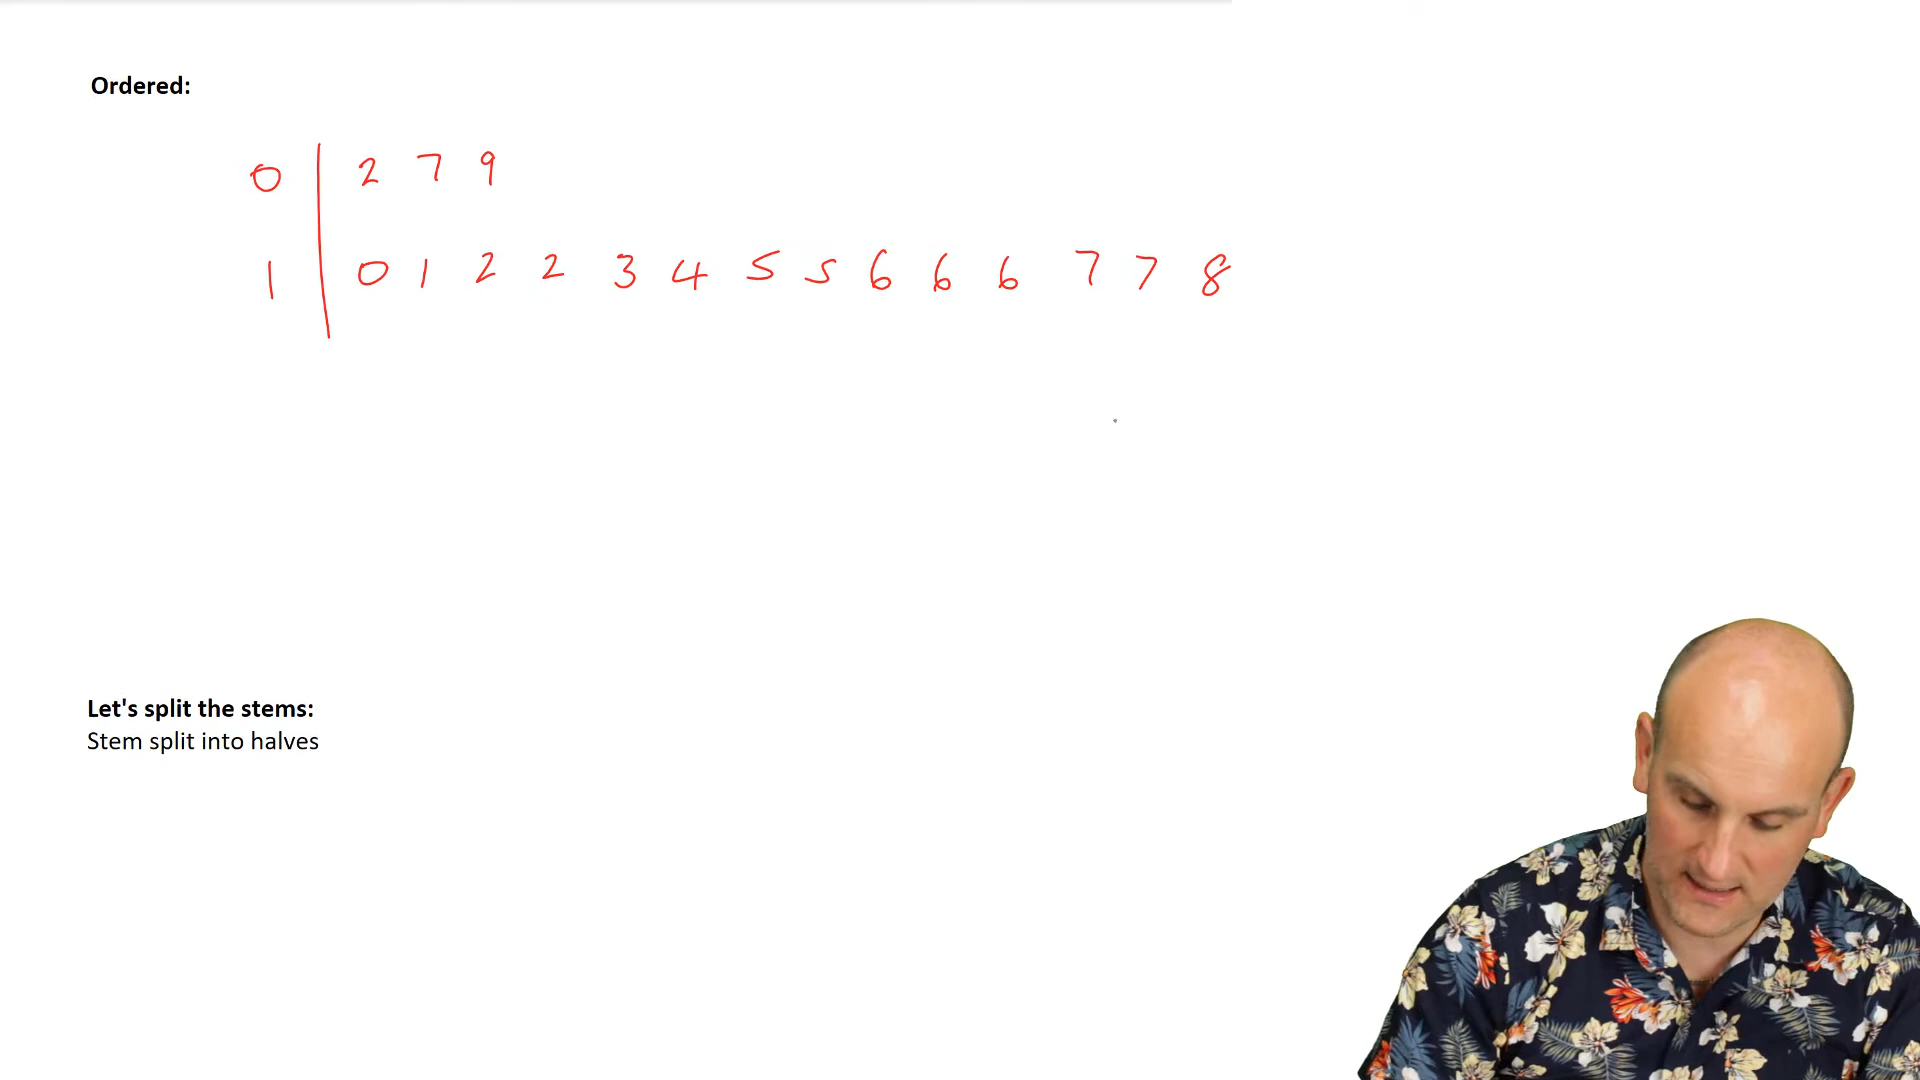 Ordered:
0 | 2 7 9
1 | 0 1 2 2 3 4 5 5 6 6 6 7 7 8
Let's split the stems:
Stem split into halves